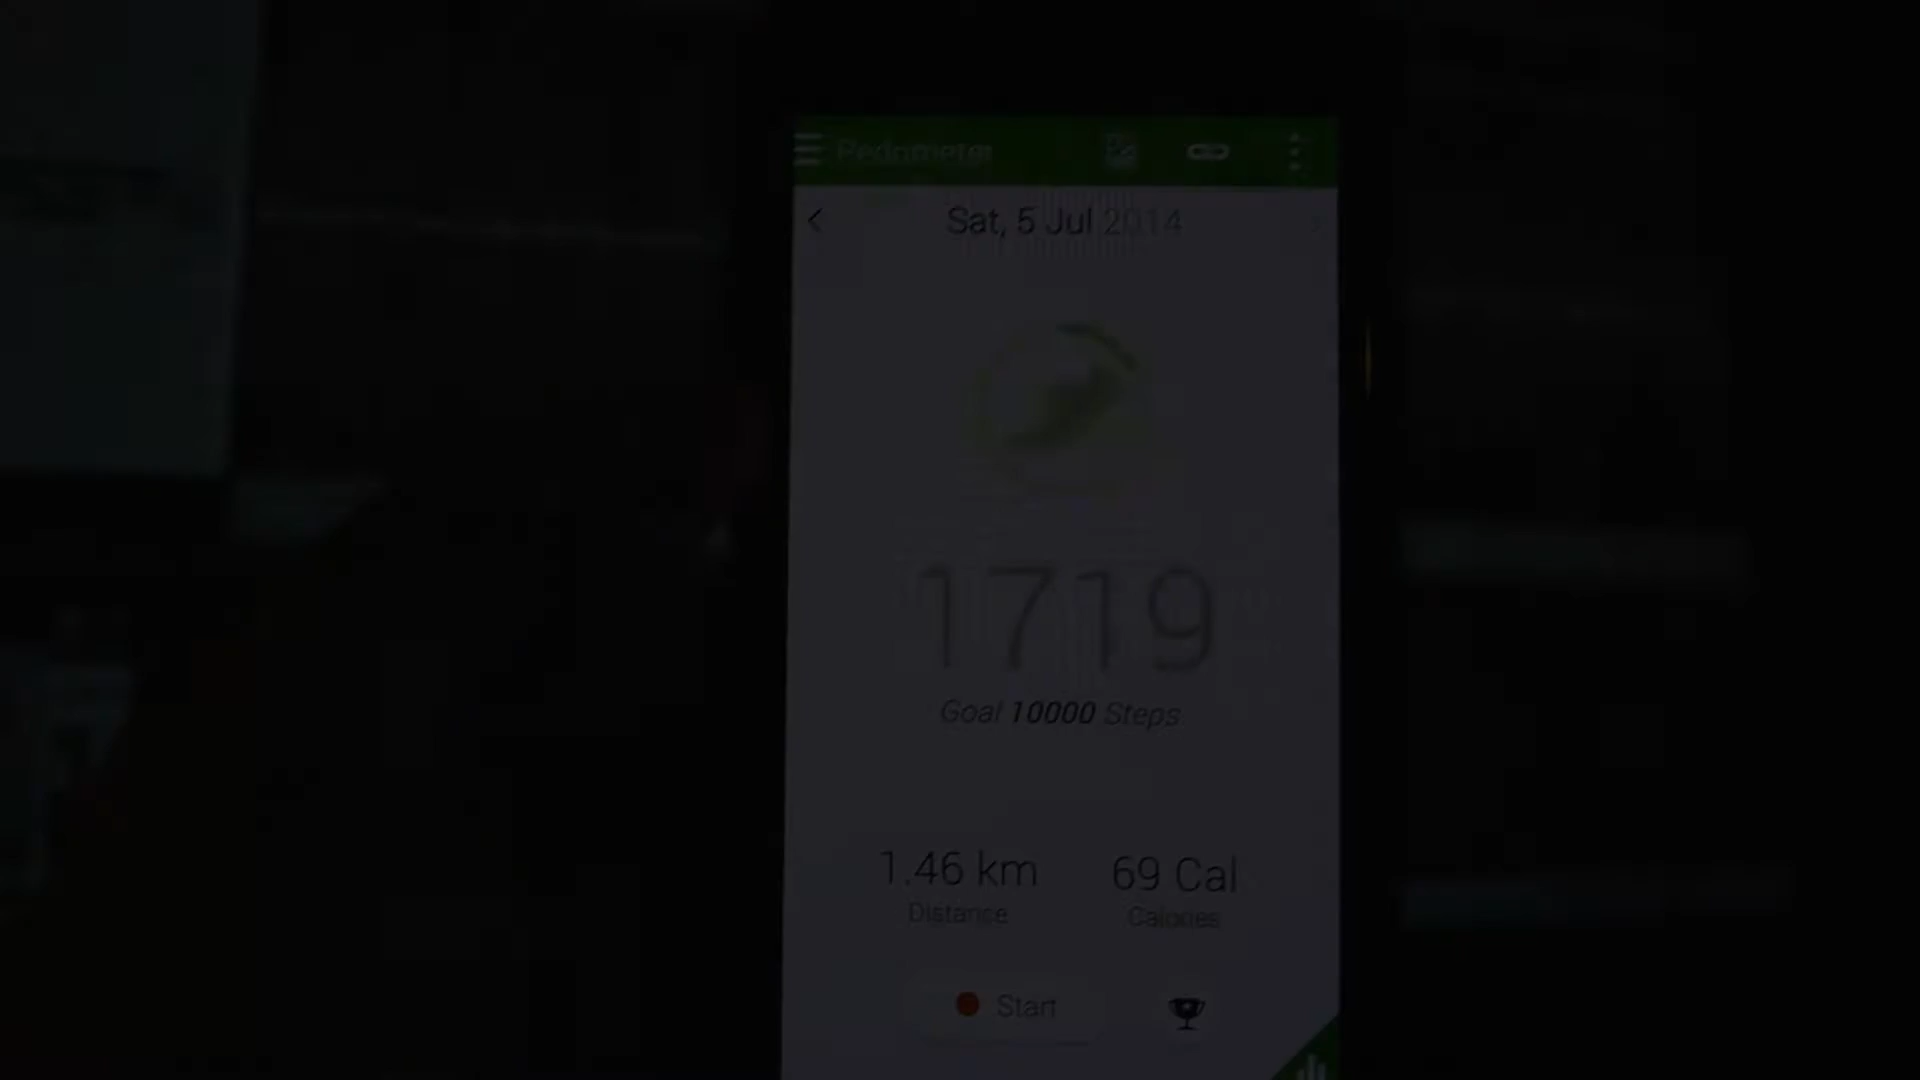 Pedometer
Sat, 5 Jul 2014
1719
Goal 10000 Steps
1.46 km
Distance
69 Cal
Calories
Start